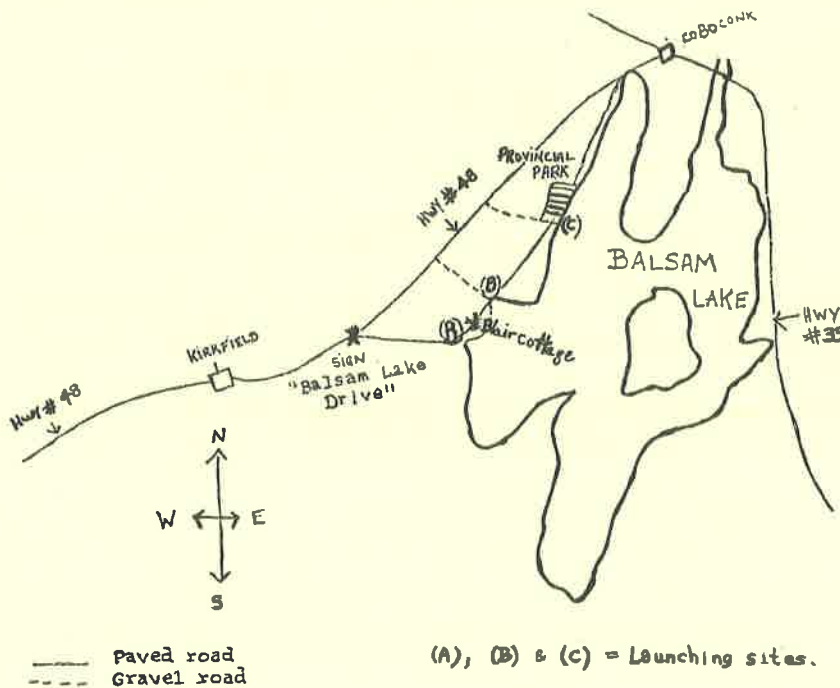 COBOCONK
PROVINCIAL
PARK
HWY # 48
(C)
BALSAM
LAKE
(B)
(A)
Blair cottage
HWY
#35
KIRKFIELD
SIGN
"Balsam Lake
Drive"
HWY # 48
N
W E
S
Paved road
Gravel road
(A), (B) & (C) = Launching sites.